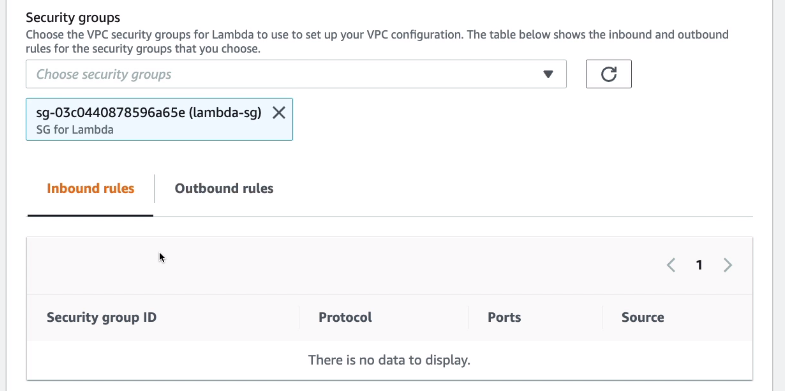 Security groups
Choose the VPC security groups for Lambda to use to set up your VPC configuration. The table below shows the inbound and outbound
rules for the security groups that you choose.
Choose security groups
sg-03c0440878596a65e (lambda-sg)
SG for Lambda
Inbound rules Outbound rules
1
Security group ID Protocol Ports Source
There is no data to display.